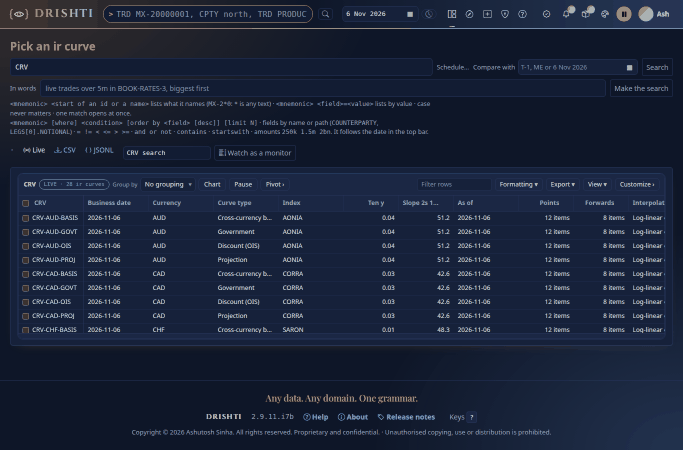 DRISHTI > TRD MX-20000001, CPTY north, TRD PRODUC 6 Nov 2026 Ash
Pick an ir curve
CRV Schedule... Compare with T-1, ME or 6 Nov 2026 Search
In words live trades over 5m in BOOK-RATES-3, biggest first Make the search
<mnemonic> <start of an id or a name> lists what it names (MX-2*0: * is any text) · <mnemonic> <field>=<value> lists by value · case
never matters · one match opens at once.
<mnemonic> [where] <condition> [order by <field> [desc]] [limit N] · fields by name or path (COUNTERPARTY,
LEGS[0].NOTIONAL) · = != < <= > >= · and or not · contains · startswith · amounts 250k 1.5m 2bn. It follows the date in the top bar.
Live CSV JSONL CRV search Watch as a monitor
CRV LIVE · 28 ir curves Group by No grouping Chart Pause Pivot › Filter rows Formatting ▾ Export ▾ View ▾ Customize ›
CRV Business date Currency Curve type Index Ten y Slope 2s 1... As of Points Forwards Interpolat
CRV-AUD-BASIS 2026-11-06 AUD Cross-currency b... AONIA 0.04 51.2 2026-11-06 12 items 8 items Log-linear
CRV-AUD-GOVT 2026-11-06 AUD Government AONIA 0.04 51.2 2026-11-06 12 items 8 items Log-linear
CRV-AUD-OIS 2026-11-06 AUD Discount (OIS) AONIA 0.04 51.2 2026-11-06 12 items 8 items Log-linear
CRV-AUD-PROJ 2026-11-06 AUD Projection AONIA 0.04 51.2 2026-11-06 12 items 8 items Log-linear
CRV-CAD-BASIS 2026-11-06 CAD Cross-currency b... CORRA 0.03 42.6 2026-11-06 12 items 8 items Log-linear
CRV-CAD-GOVT 2026-11-06 CAD Government CORRA 0.03 42.6 2026-11-06 12 items 8 items Log-linear
CRV-CAD-OIS 2026-11-06 CAD Discount (OIS) CORRA 0.03 42.6 2026-11-06 12 items 8 items Log-linear
CRV-CAD-PROJ 2026-11-06 CAD Projection CORRA 0.03 42.6 2026-11-06 12 items 8 items Log-linear
CRV-CHF-BASIS 2026-11-06 CHF Cross-currency b... SARON 0.01 48.3 2026-11-06 12 items 8 items Log-linear
Any data. Any domain. One grammar.
DRISHTI 2.9.11.i7b Help About Release notes Keys ?
Copyright © 2026 Ashutosh Sinha. All rights reserved. Proprietary and confidential. · Unauthorised copying, use or distribution is prohibited.